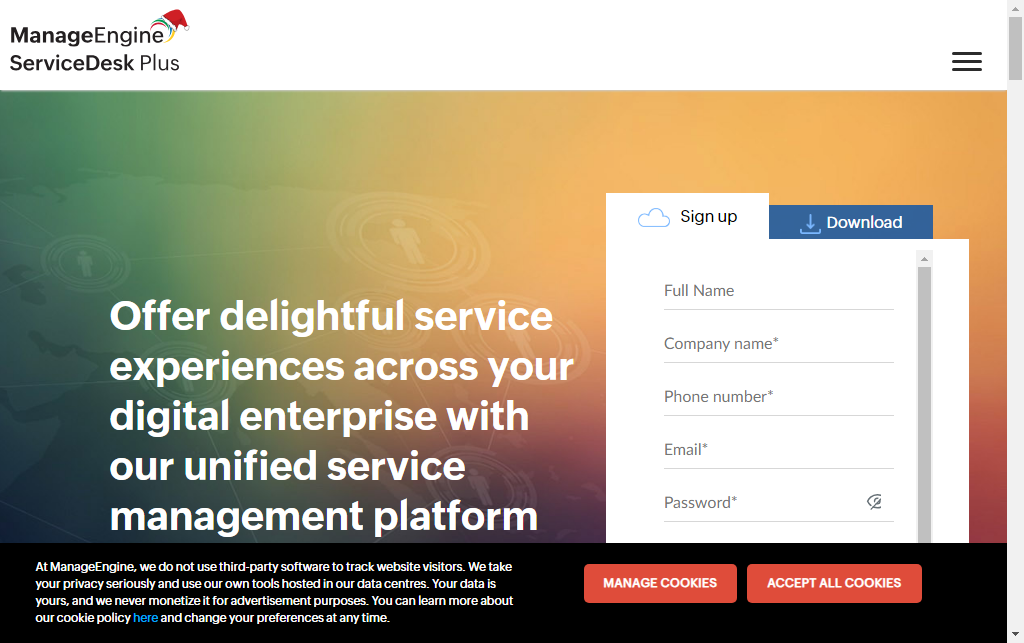 ManageEngine
ServiceDesk Plus
Sign up
Download
Full Name
Company name*
Phone number*
Email*
Password*
Offer delightful service
experiences across your
digital enterprise with
our unified service
management platform
At ManageEngine, we do not use third-party software to track website visitors. We take
your privacy seriously and use our own tools hosted in our data centres. Your data is
yours, and we never monetize it for advertisement purposes. You can learn more about
our cookie policy here and change your preferences at any time.
MANAGE COOKIES
ACCEPT ALL COOKIES